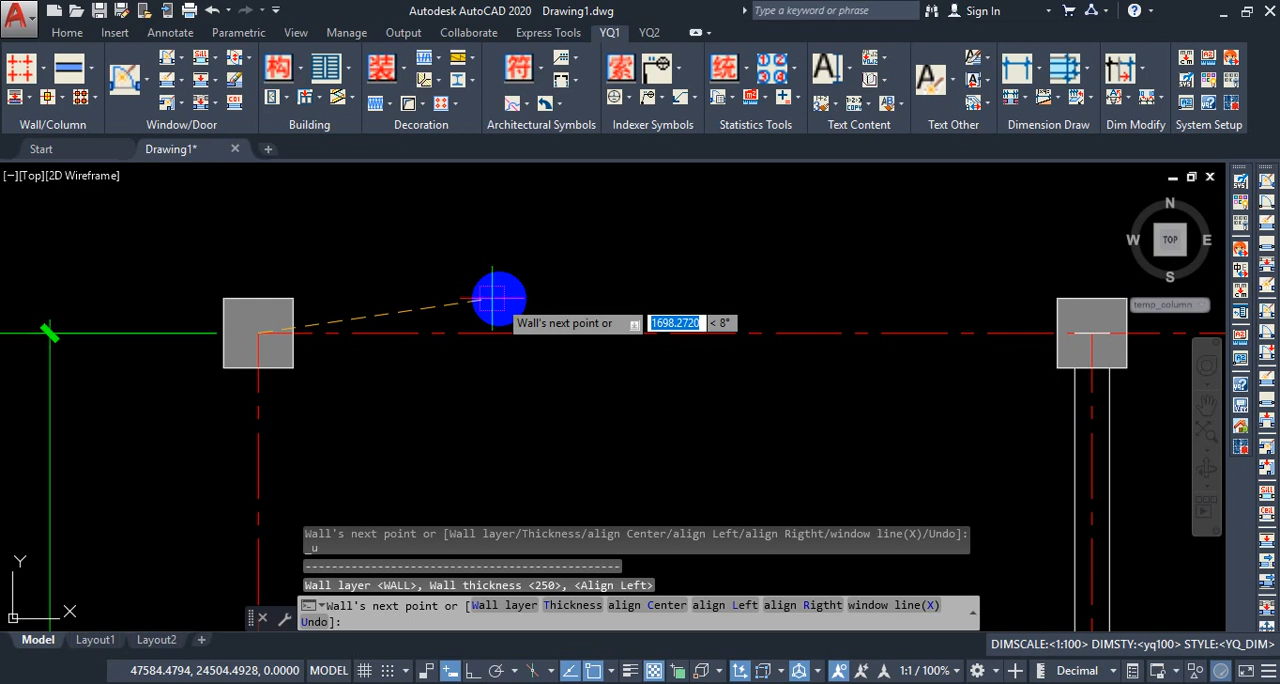 Autodesk AutoCAD 2020 Drawing1.dwg
Type a keyword or phrase
Sign In
Home Insert Annotate Parametric View Manage Output Collaborate Express Tools YQ1 YQ2
构 装 符 索 统 A A
Wall/Column Window/Door Building Decoration Architectural Symbols Indexer Symbols Statistics Tools Text Content Text Other Dimension Draw Dim Modify System Setup
Start Drawing1*
[−][Top][2D Wireframe]
N
W TOP E
S
temp_column
Wall's next point or 1698.2720 < 8°
Wall's next point or [Wall layer/Thickness/align Center/align Left/align Rigtht/window line(X)/Undo]:
_u
---------------------------------------------
Wall layer <WALL>, Wall thickness <250>, <Align Left>
Wall's next point or [Wall layer Thickness align Center align Left align Rigtht window line(X)
Undo]:
Y
X
Model Layout1 Layout2
DIMSCALE:<1:100> DIMSTY:<yq100> STYLE:<YQ_DIM>
47584.4794, 24504.4928, 0.0000 MODEL 1:1 / 100% Decimal